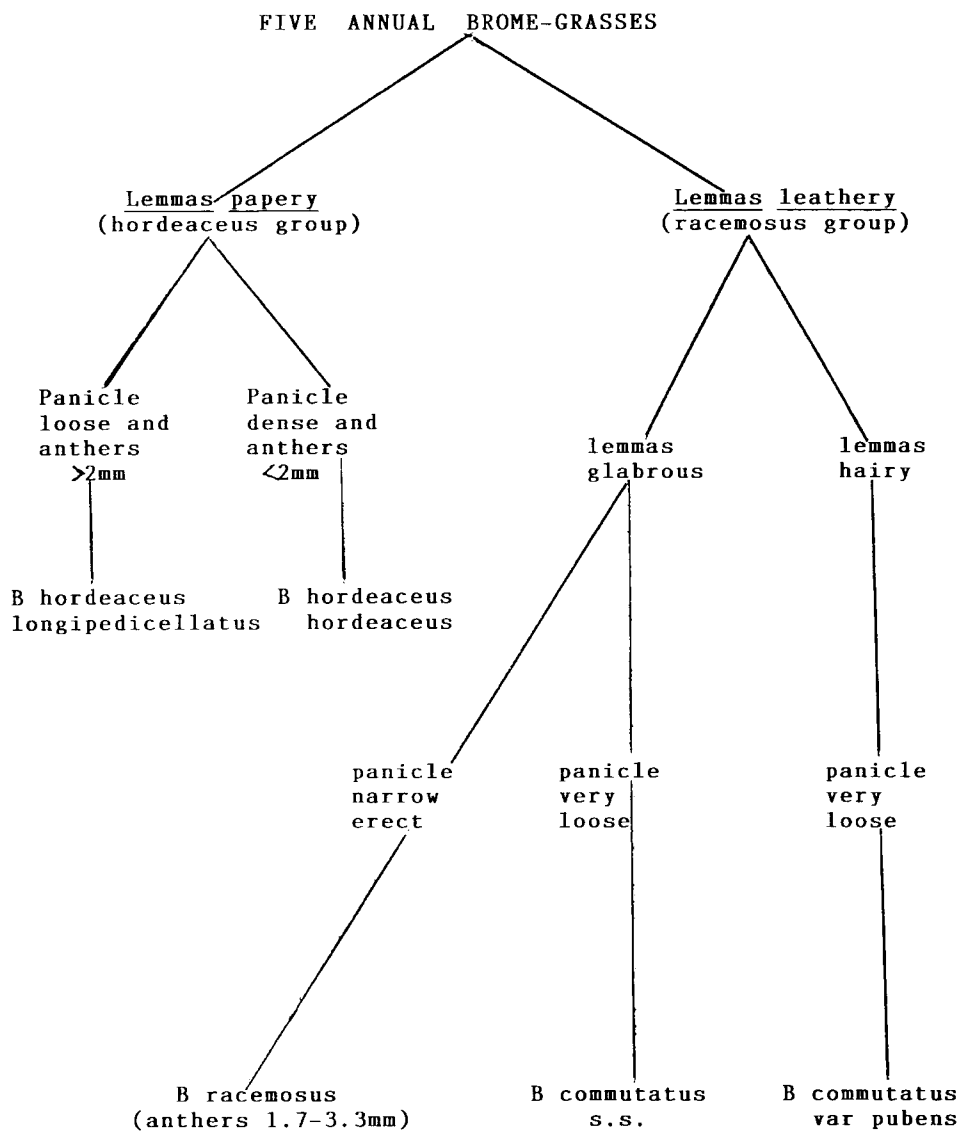 FIVE ANNUAL BROME-GRASSES
Lemmas papery
(hordeaceus group)
Lemmas leathery
(racemosus group)
Panicle
loose and
anthers
>2mm
Panicle
dense and
anthers
<2mm
lemmas
glabrous
lemmas
hairy
B hordeaceus
longipedicellatus
B hordeaceus
hordeaceus
panicle
narrow
erect
panicle
very
loose
panicle
very
loose
B racemosus
(anthers 1.7-3.3mm)
B commutatus
s.s.
B commutatus
var pubens